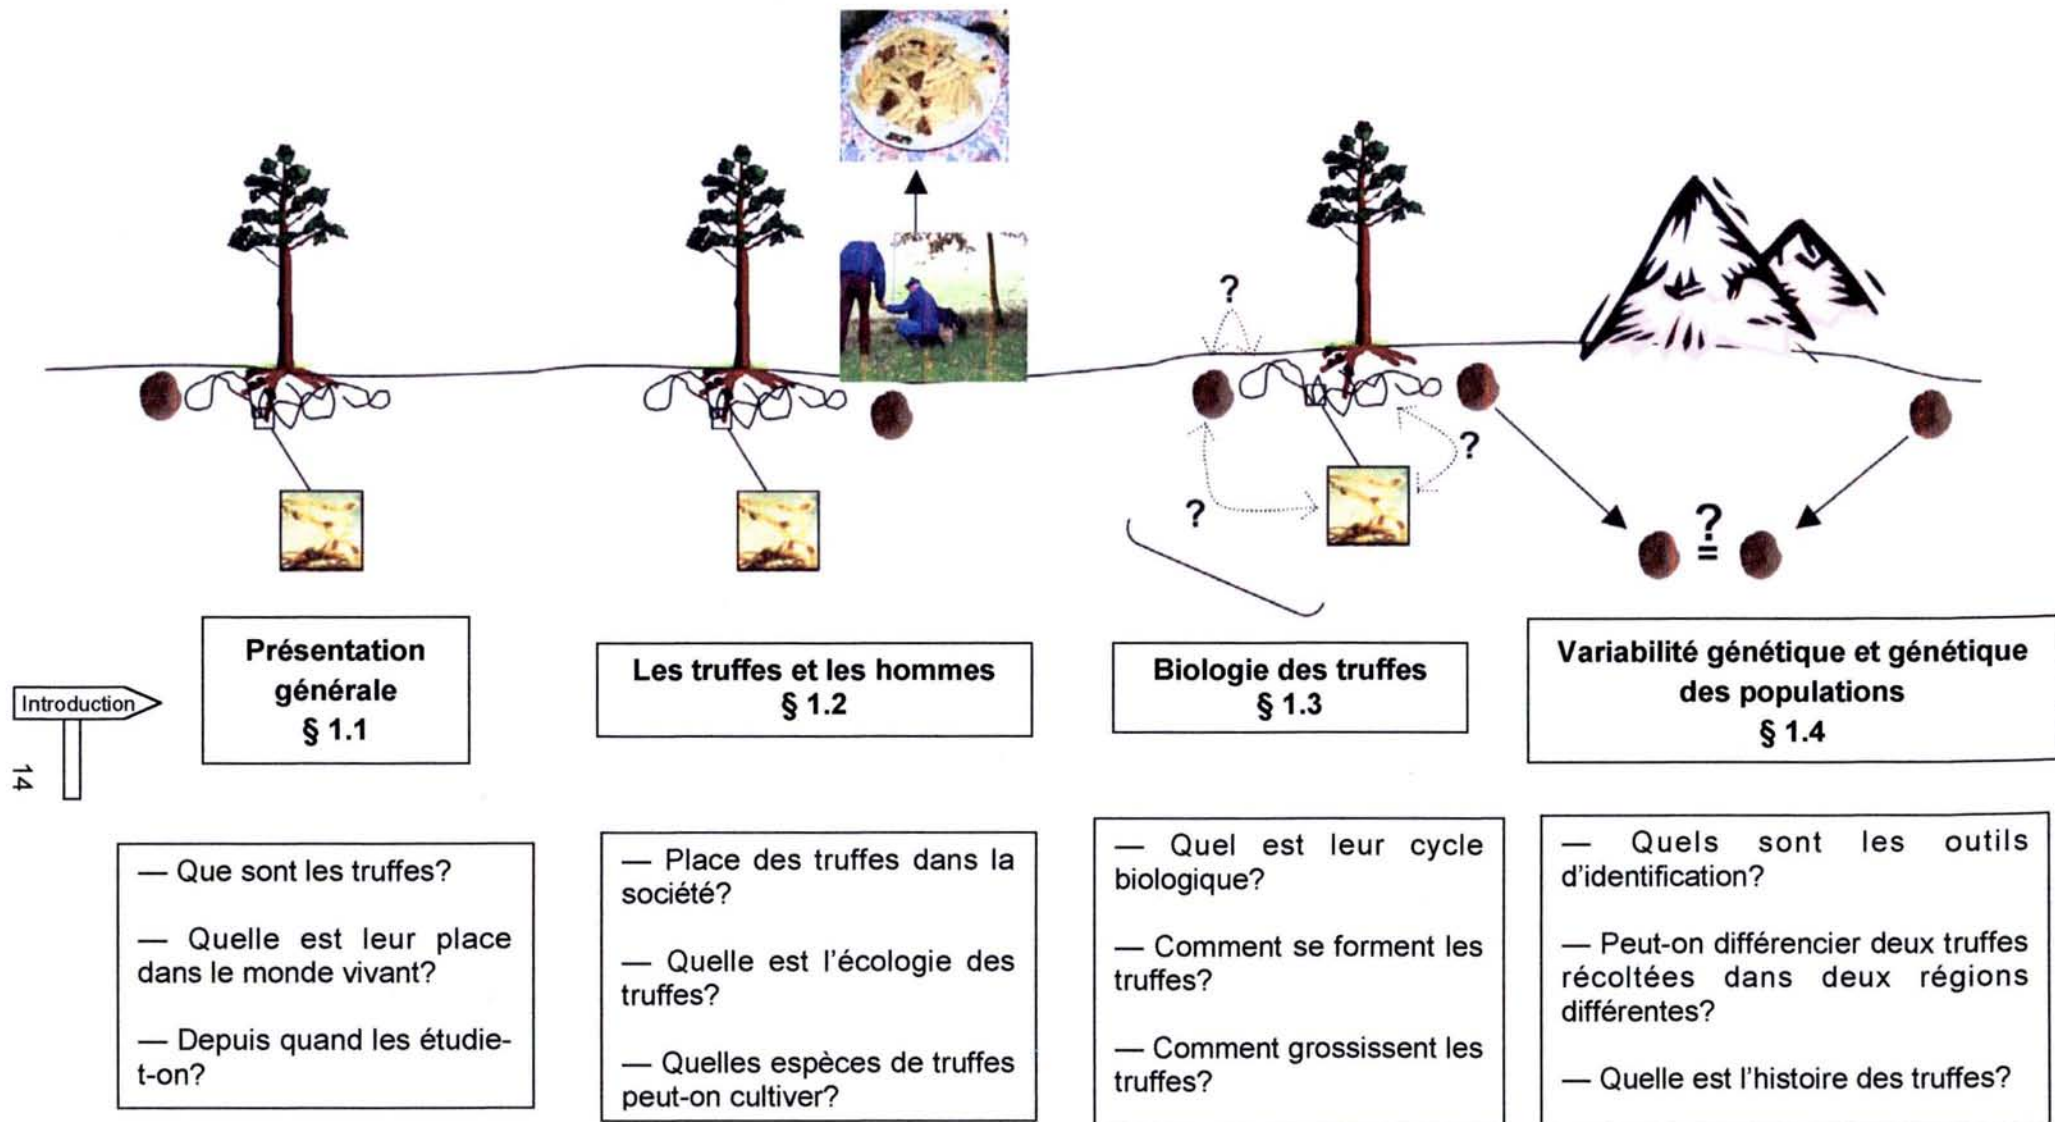 ?
?
?
?
=
Présentation
générale
§ 1.1
Les truffes et les hommes
§ 1.2
Biologie des truffes
§ 1.3
Variabilité génétique et génétique
des populations
§ 1.4
Introduction
14
— Que sont les truffes?
— Quelle est leur place
dans le monde vivant?
— Depuis quand les étudie-
t-on?
— Place des truffes dans la
société?
— Quelle est l'écologie des
truffes?
— Quelles espèces de truffes
peut-on cultiver?
— Quel est leur cycle
biologique?
— Comment se forment les
truffes?
— Comment grossissent les
truffes?
— Quels sont les outils
d'identification?
— Peut-on différencier deux truffes
récoltées dans deux régions
différentes?
— Quelle est l'histoire des truffes?